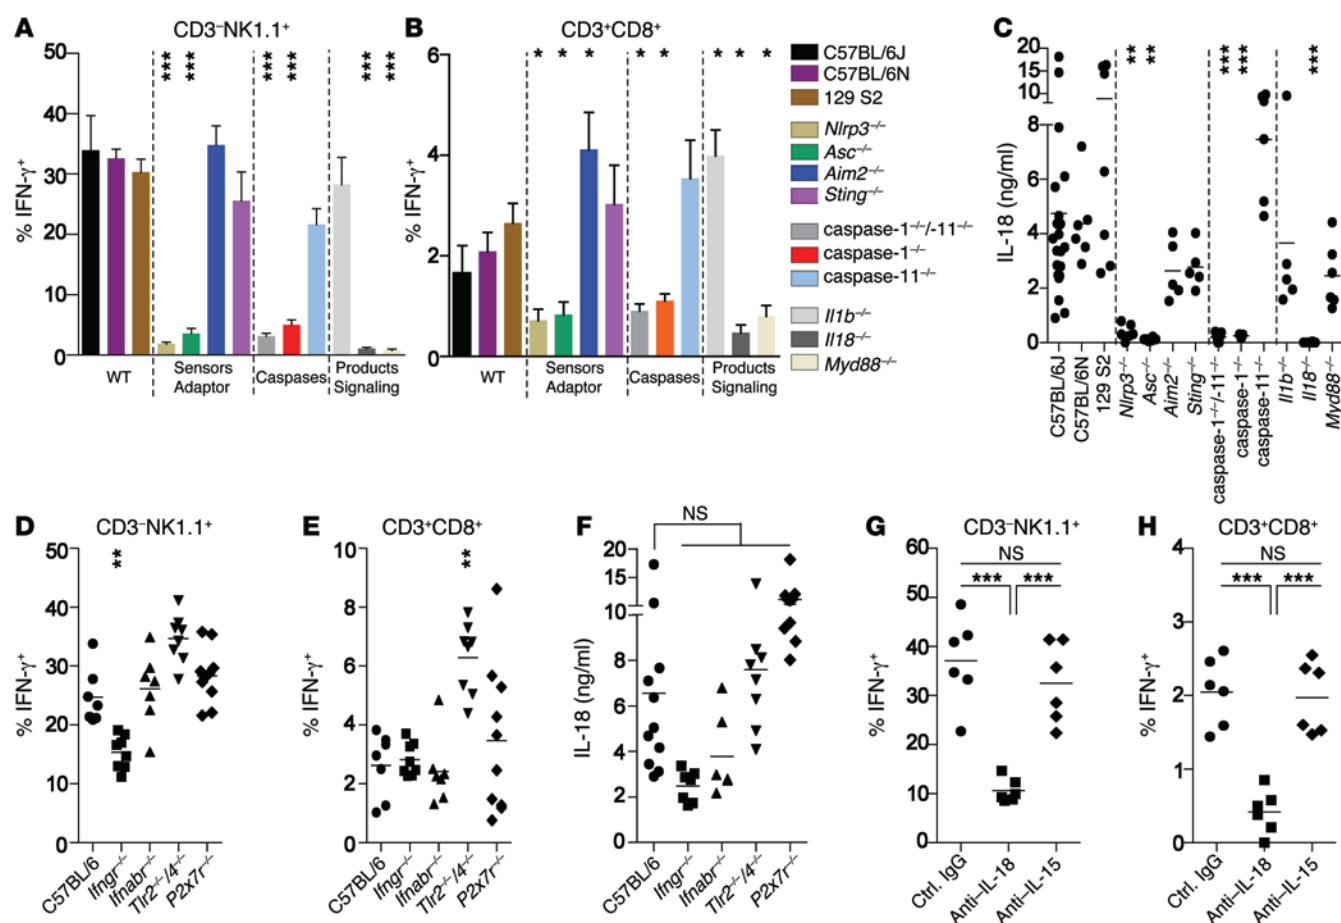 A
CD3⁻NK1.1⁺
% IFN-γ⁺
50
40
30
20
10
0
*** *** *** *** *** ***
WT
Sensors
Adaptor
Caspases
Products
Signaling
B
CD3⁺CD8⁺
% IFN-γ⁺
6
4
2
0
* * * * * * * *
WT
Sensors
Adaptor
Caspases
Products
Signaling
C57BL/6J
C57BL/6N
129 S2
Nlrp3⁻/⁻
Asc⁻/⁻
Aim2⁻/⁻
Sting⁻/⁻
caspase-1⁻/⁻/-11⁻/⁻
caspase-1⁻/⁻
caspase-11⁻/⁻
Il1b⁻/⁻
Il18⁻/⁻
Myd88⁻/⁻
C
IL-18 (ng/ml)
20
15
10
8
6
4
2
0
** ** *** *** ***
C57BL/6J
C57BL/6N
129 S2
Nlrp3⁻/⁻
Asc⁻/⁻
Aim2⁻/⁻
Sting⁻/⁻
caspase-1⁻/⁻/-11⁻/⁻
caspase-1⁻/⁻
caspase-11⁻/⁻
Il1b⁻/⁻
Il18⁻/⁻
Myd88⁻/⁻
D
CD3⁻NK1.1⁺
% IFN-γ⁺
50
40
30
20
10
0
**
C57BL/6
Ifngr⁻/⁻
Ifnabr⁻/⁻
Tlr2⁻/⁻/4⁻/⁻
P2x7r⁻/⁻
E
CD3⁺CD8⁺
% IFN-γ⁺
10
8
6
4
2
0
**
C57BL/6
Ifngr⁻/⁻
Ifnabr⁻/⁻
Tlr2⁻/⁻/4⁻/⁻
P2x7r⁻/⁻
F
NS
IL-18 (ng/ml)
20
15
10
8
6
4
2
0
C57BL/6
Ifngr⁻/⁻
Ifnabr⁻/⁻
Tlr2⁻/⁻/4⁻/⁻
P2x7r⁻/⁻
G
CD3⁻NK1.1⁺
NS
*** ***
% IFN-γ⁺
60
50
40
30
20
10
0
Ctrl. IgG
Anti–IL-18
Anti–IL-15
H
CD3⁺CD8⁺
NS
*** ***
% IFN-γ⁺
4
3
2
1
0
Ctrl. IgG
Anti–IL-18
Anti–IL-15